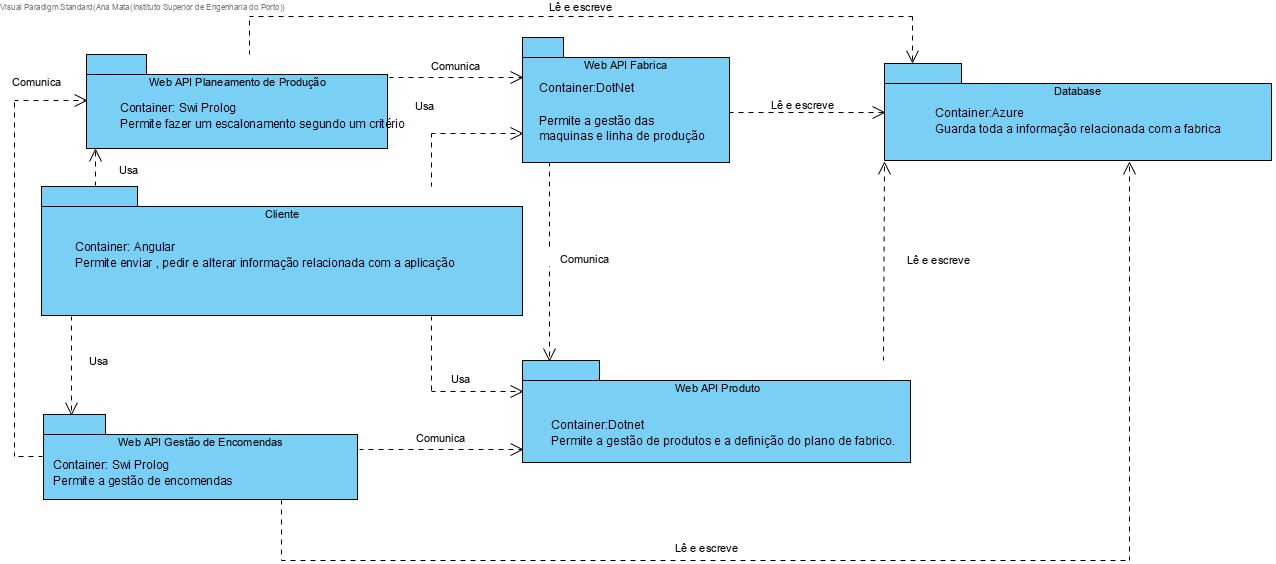 Visual Paradigm Standard(Ana Mata(Instituto Superior de Engenharia do Porto))
Lê e escreve
Comunica
Web API Planeamento de Produção
Container: Swi Prolog
Permite fazer um escalonamento segundo um critério
Comunica
Usa
Web API Fabrica
Container:DotNet
Permite a gestão das
maquinas e linha de produção
Lê e escreve
Database
Container:Azure
Guarda toda a informação relacionada com a fabrica
Usa
Cliente
Container: Angular
Permite enviar , pedir e alterar informação relacionada com a aplicação
Comunica
Lê e escreve
Usa
Usa
Web API Produto
Container:Dotnet
Permite a gestão de produtos e a definição do plano de fabrico.
Web API Gestão de Encomendas
Container: Swi Prolog
Permite a gestão de encomendas
Comunica
Lê e escreve